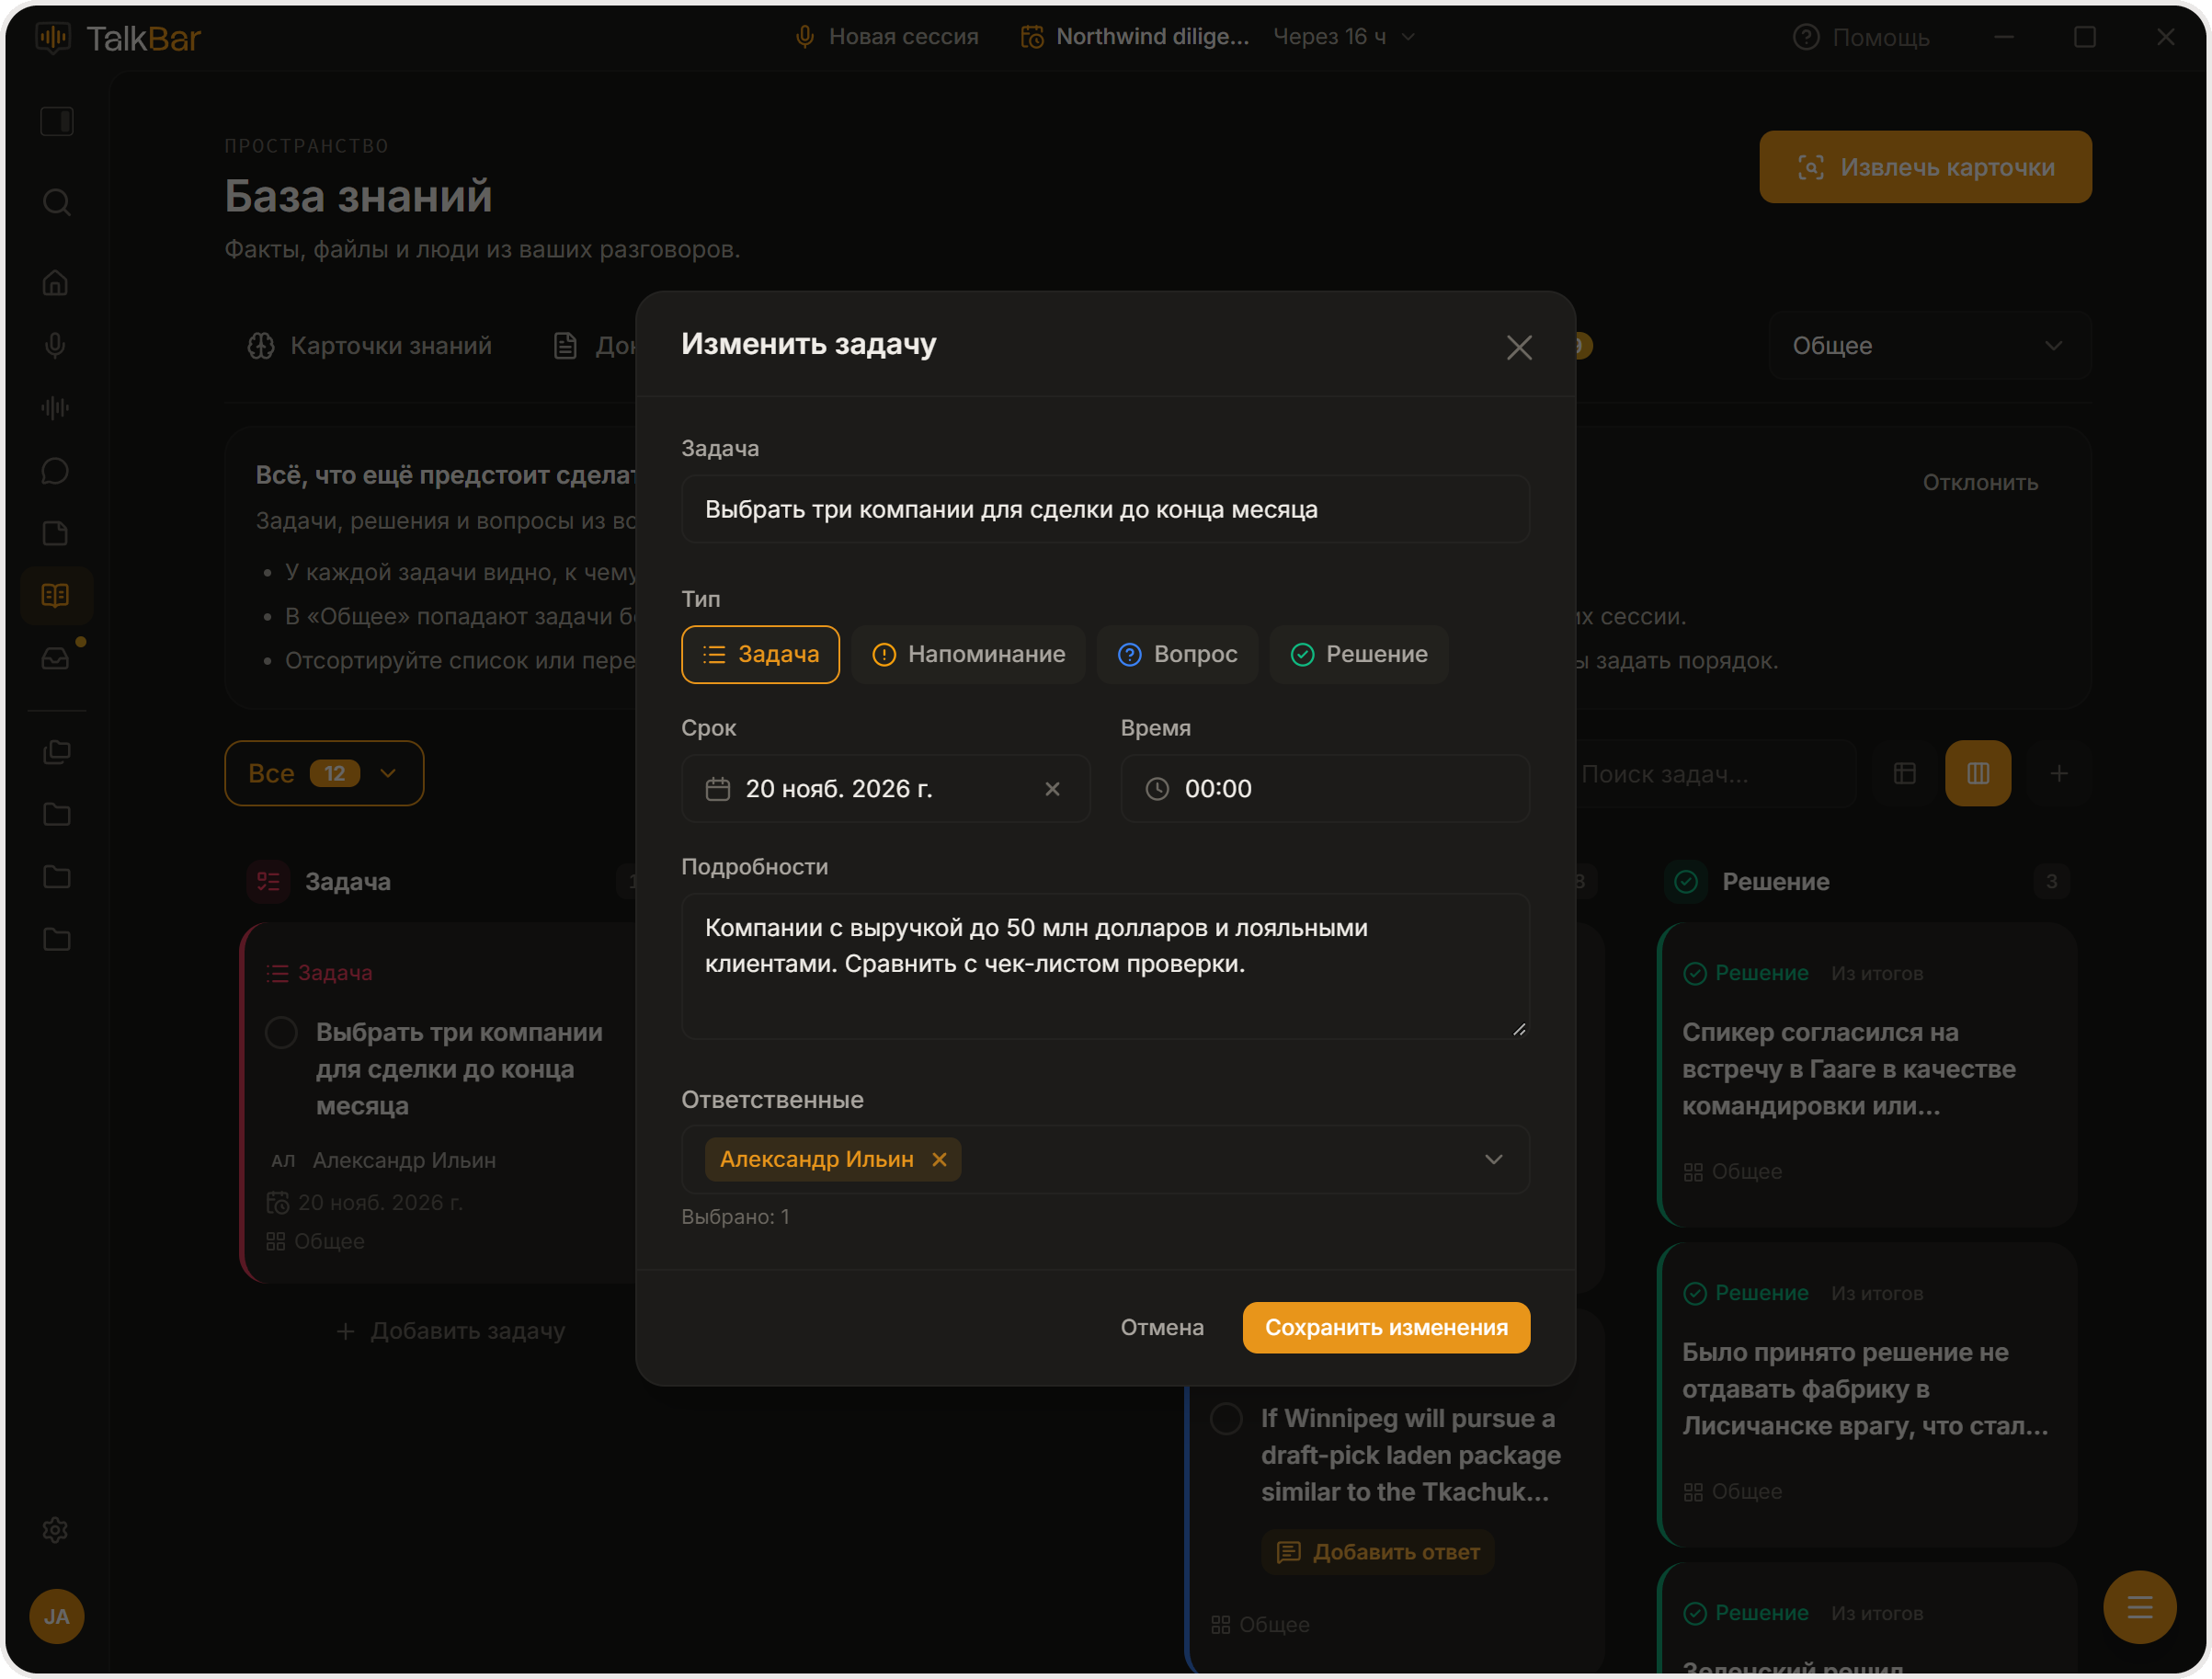 TalkBar
Новая сессия
Northwind dilige...
Через 16 ч
Помощь
ПРОСТРАНСТВО
База знаний
Факты, файлы и люди из ваших разговоров.
Извлечь карточки
Карточки знаний
Общее
Всё, что ещё предстоит
Задачи, решения и вопросы из
У каждой задачи видно, к чему
В «Общее» попадают задачи
Отсортируйте список или
Отклонить
сессии.
задать порядок.
Все 12
Поиск задач...
Задача
Задача
Выбрать три компании
для сделки до конца
месяца
АЛ Александр Ильин
20 нояб. 2026 г.
Общее
Добавить задачу
Изменить задачу
Задача
Выбрать три компании для сделки до конца месяца
Тип
Задача
Напоминание
Вопрос
Решение
Срок
Время
20 нояб. 2026 г.
00:00
Подробности
Компании с выручкой до 50 млн долларов и лояльными
клиентами. Сравнить с чек-листом проверки.
Ответственные
Александр Ильин
Выбрано: 1
Отмена
Сохранить изменения
If Winnipeg will pursue a
draft-pick laden package
similar to the Tkachuk...
Добавить ответ
Общее
Решение 3
Решение Из итогов
Спикер согласился на
встречу в Гааге в качестве
командировки или...
Общее
Решение Из итогов
Было принято решение не
отдавать фабрику в
Лисичанске врагу, что стал...
Общее
Решение Из итогов
Зеленский решил
JA